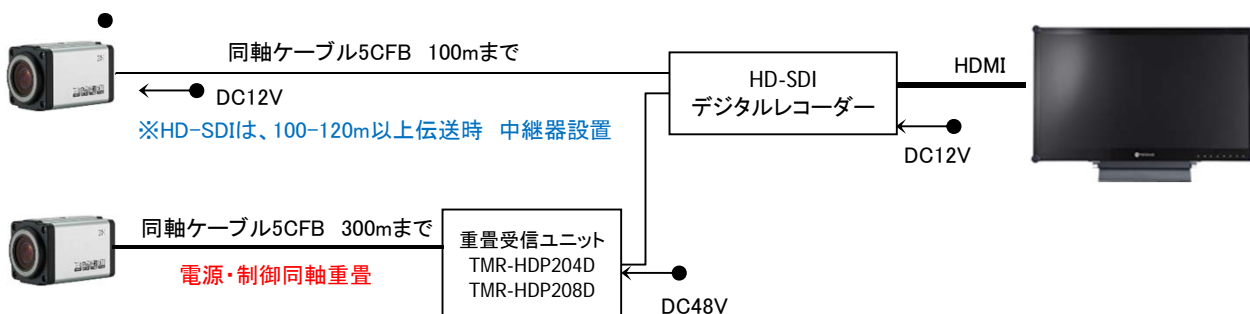 同軸ケーブル5CFB 100mまで
HD-SDI
デジタルレコーダー
HDMI
DC12V
※HD-SDIは、100-120m以上伝送時 中継器設置
DC12V
同軸ケーブル5CFB 300mまで
電源・制御同軸重畳
重畳受信ユニット
TMR-HDP204D
TMR-HDP208D
DC48V